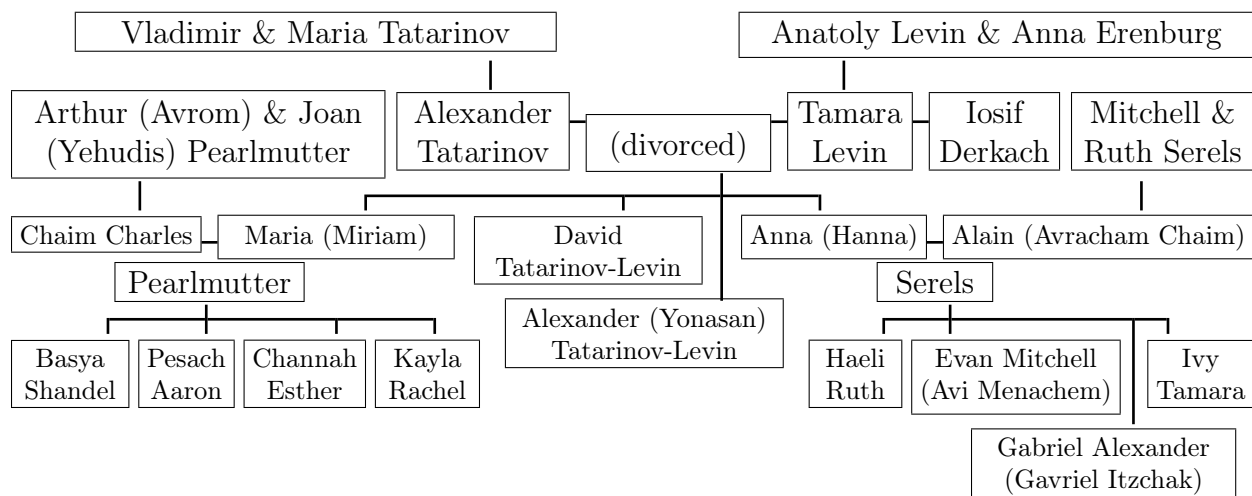 Vladimir & Maria Tatarinov
Anatoly Levin & Anna Erenburg
Arthur (Avrom) & Joan
(Yehudis) Pearlmutter
Alexander
Tatarinov
(divorced)
Tamara
Levin
Iosif
Derkach
Mitchell &
Ruth Serels
Chaim Charles
Maria (Miriam)
David
Tatarinov-Levin
Anna (Hanna)
Alain (Avracham Chaim)
Pearlmutter
Serels
Alexander (Yonasan)
Tatarinov-Levin
Basya
Shandel
Pesach
Aaron
Channah
Esther
Kayla
Rachel
Haeli
Ruth
Evan Mitchell
(Avi Menachem)
Ivy
Tamara
Gabriel Alexander
(Gavriel Itzchak)